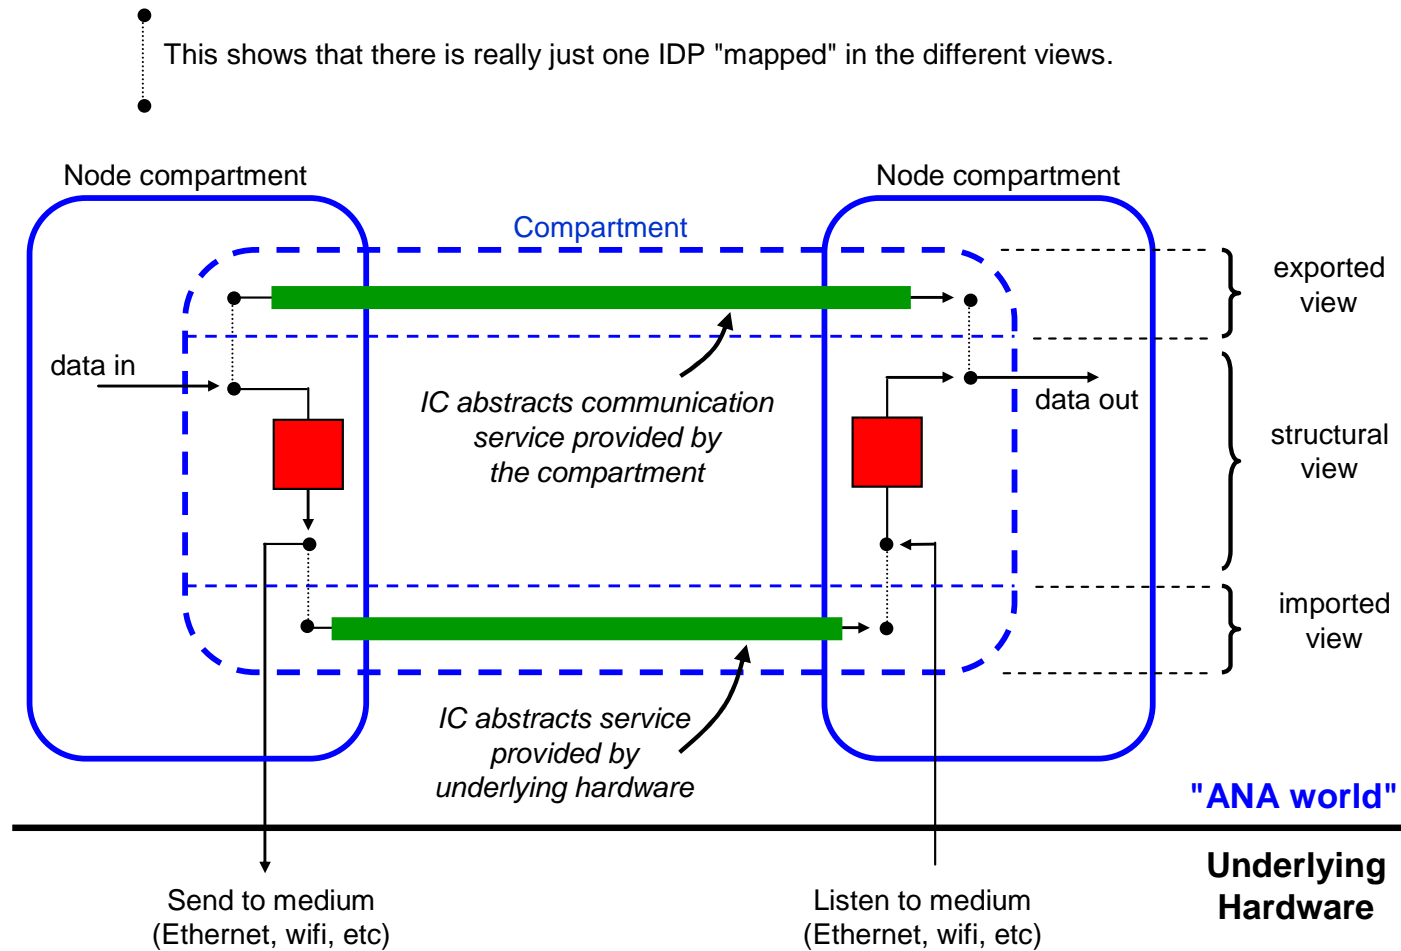 This shows that there is really just one IDP "mapped" in the different views.
Node compartment
Node compartment
Compartment
exported
view
data in
IC abstracts communication
service provided by
the compartment
data out
structural
view
imported
view
IC abstracts service
provided by
underlying hardware
"ANA world"
Underlying
Hardware
Send to medium
(Ethernet, wifi, etc)
Listen to medium
(Ethernet, wifi, etc)